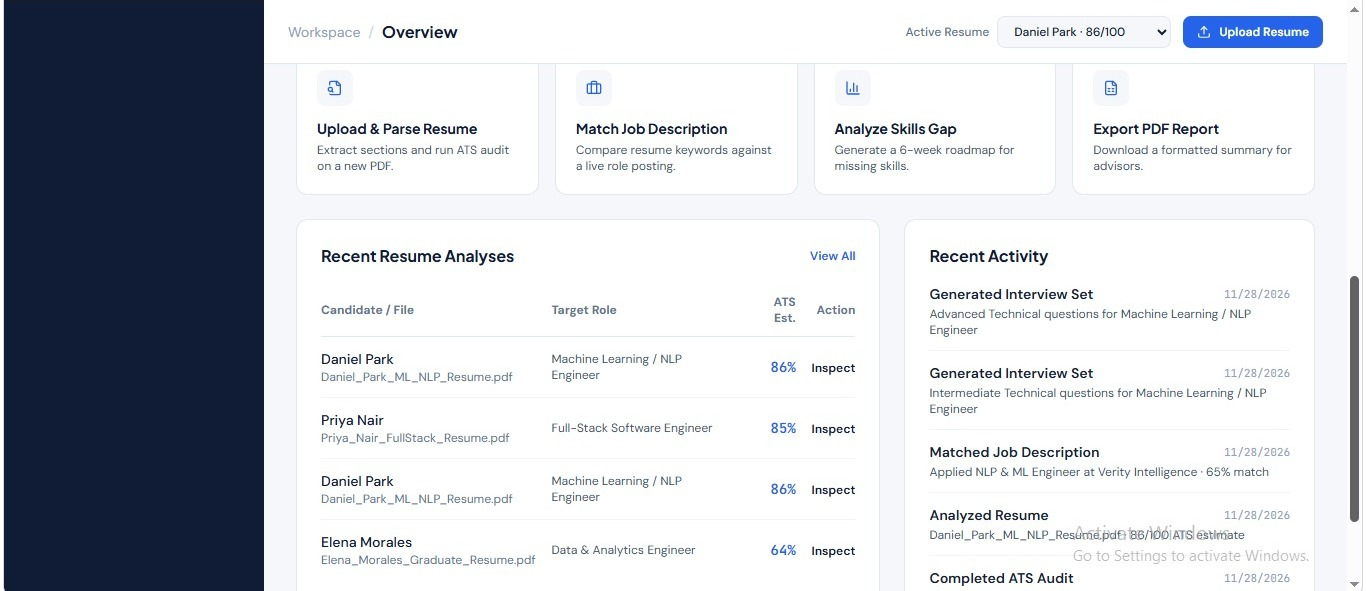 Workspace / Overview
Active Resume
Daniel Park · 86/100
Upload Resume
Upload & Parse Resume
Extract sections and run ATS audit
on a new PDF.
Match Job Description
Compare resume keywords against
a live role posting.
Analyze Skills Gap
Generate a 6-week roadmap for
missing skills.
Export PDF Report
Download a formatted summary for
advisors.
Recent Resume Analyses
View All
Candidate / File
Target Role
ATS
Est.
Action
Daniel Park
Daniel_Park_ML_NLP_Resume.pdf
Machine Learning / NLP
Engineer
86%
Inspect
Priya Nair
Priya_Nair_FullStack_Resume.pdf
Full-Stack Software Engineer
85%
Inspect
Daniel Park
Daniel_Park_ML_NLP_Resume.pdf
Machine Learning / NLP
Engineer
86%
Inspect
Elena Morales
Elena_Morales_Graduate_Resume.pdf
Data & Analytics Engineer
64%
Inspect
Recent Activity
Generated Interview Set
11/28/2026
Advanced Technical questions for Machine Learning / NLP
Engineer
Generated Interview Set
11/28/2026
Intermediate Technical questions for Machine Learning / NLP
Engineer
Matched Job Description
11/28/2026
Applied NLP & ML Engineer at Verity Intelligence · 65% match
Analyzed Resume
11/28/2026
Daniel_Park_ML_NLP_Resume.pdf · 86/100 ATS estimate
Completed ATS Audit
11/28/2026
Activate Windows
Go to Settings to activate Windows.